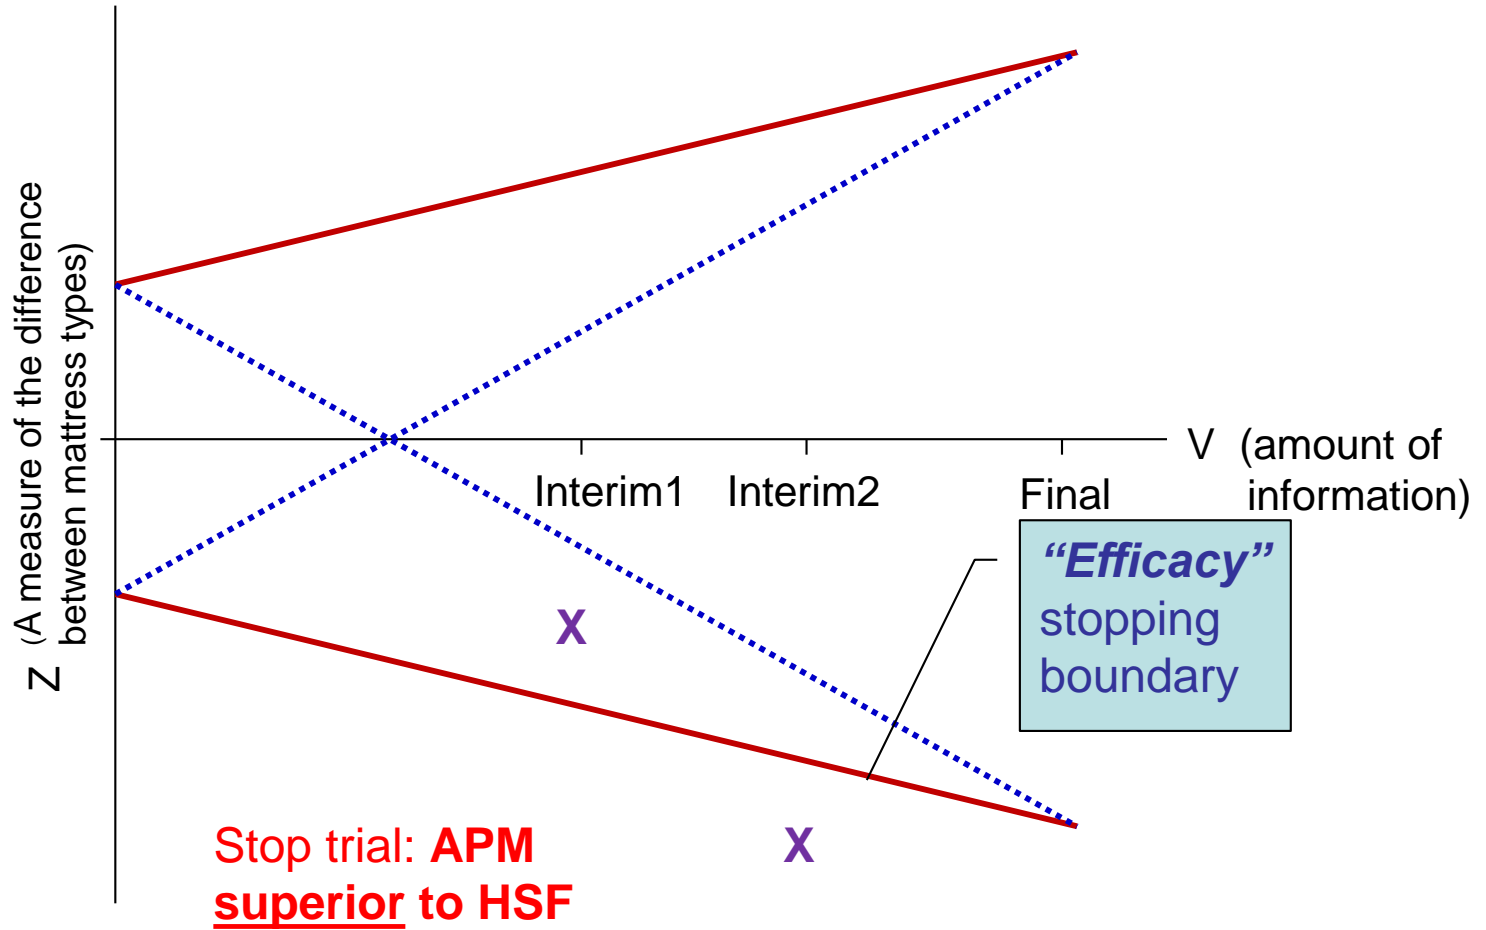 Z (A measure of the difference
between mattress types)
V (amount of
information)
Interim1 Interim2 Final
“Efficacy”
stopping
boundary
X
X
Stop trial: APM
superior to HSF